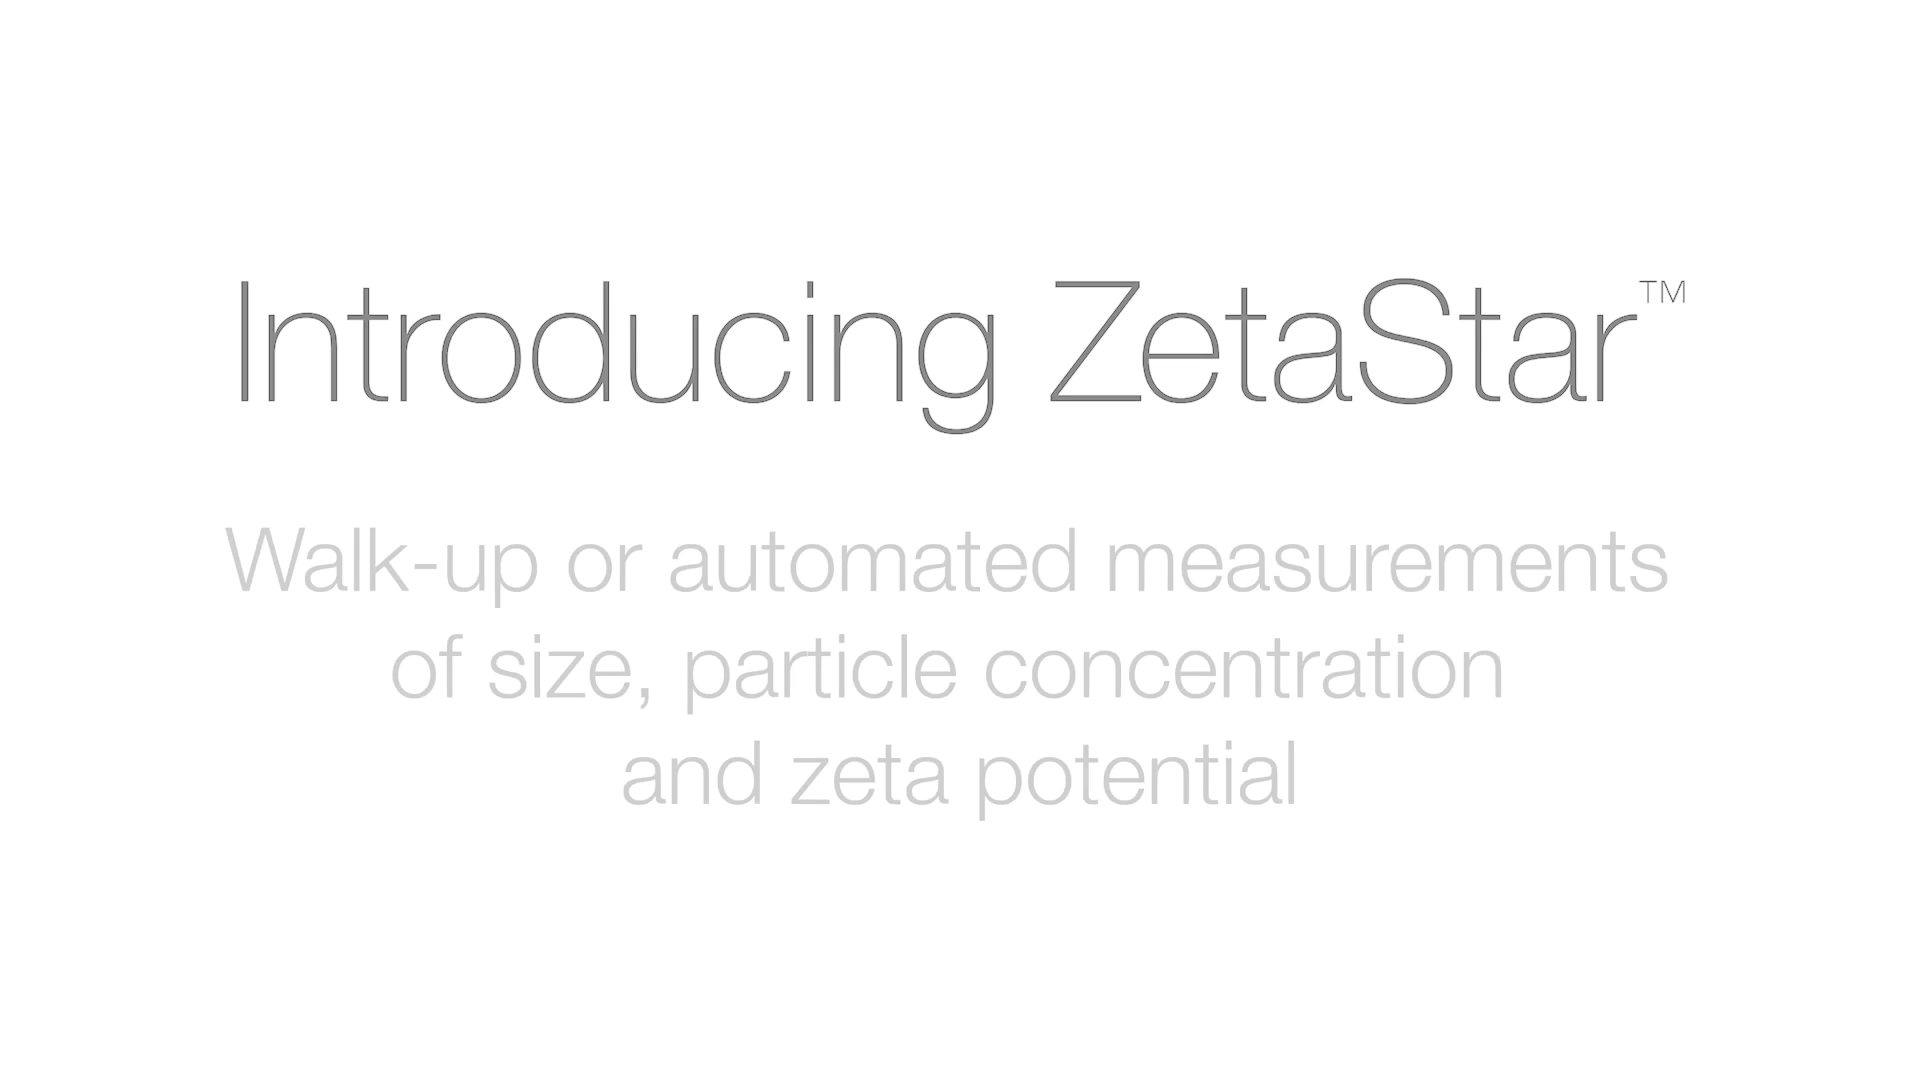 Introducing ZetaStar™
Walk-up or automated measurements
of size, particle concentration
and zeta potential